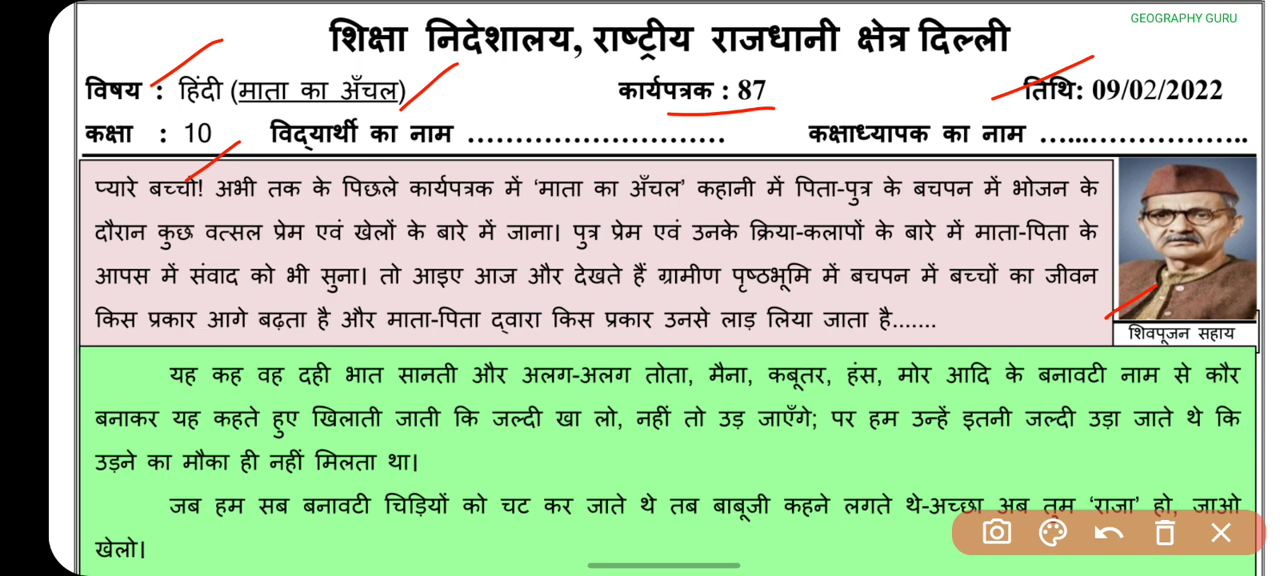 GEOGRAPHY GURU
शिक्षा निदेशालय, राष्ट्रीय राजधानी क्षेत्र दिल्ली
विषय : हिंदी (माता का अँचल) कार्यपत्रक : 87 तिथि: 09/02/2022
कक्षा : 10 विद्यार्थी का नाम ........................... कक्षाध्यापक का नाम ......................
प्यारे बच्चो! अभी तक के पिछले कार्यपत्रक में ‘माता का अँचल’ कहानी में पिता-पुत्र के बचपन में भोजन के
दौरान कुछ वत्सल प्रेम एवं खेलों के बारे में जाना। पुत्र प्रेम एवं उनके क्रिया-कलापों के बारे में माता-पिता के
आपस में संवाद को भी सुना। तो आइए आज और देखते हैं ग्रामीण पृष्ठभूमि में बचपन में बच्चों का जीवन
किस प्रकार आगे बढ़ता है और माता-पिता द्वारा किस प्रकार उनसे लाड़ लिया जाता है.......
शिवपूजन सहाय
यह कह वह दही भात सानती और अलग-अलग तोता, मैना, कबूतर, हंस, मोर आदि के बनावटी नाम से कौर
बनाकर यह कहते हुए खिलाती जाती कि जल्दी खा लो, नहीं तो उड़ जाएँगे; पर हम उन्हें इतनी जल्दी उड़ा जाते थे कि
उड़ने का मौका ही नहीं मिलता था।
जब हम सब बनावटी चिड़ियों को चट कर जाते थे तब बाबूजी कहने लगते थे-अच्छा अब तुम ‘राजा’ हो, जाओ
खेलो।